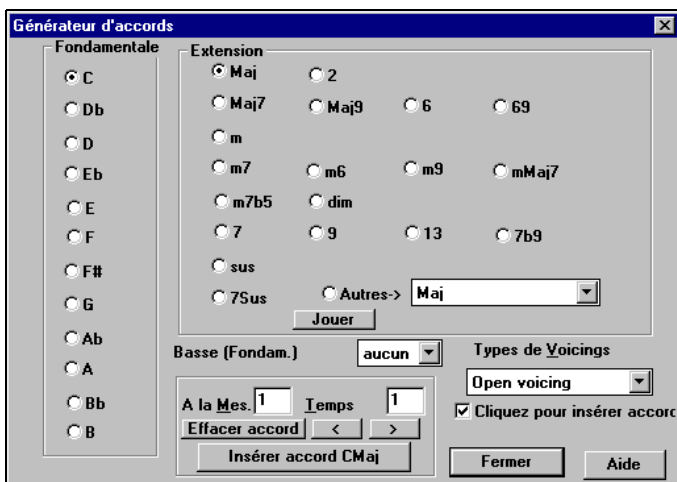 Générateur d'accords
Fondamentale
C
Db
D
Eb
E
F
F#
G
Ab
A
Bb
B
Extension
Maj 2
Maj7 Maj9 6 69
m
m7 m6 m9 mMaj7
m7b5 dim
7 9 13 7b9
sus
7Sus Autres-> Maj
Jouer
Basse (Fondam.) aucun
Types de Voicings
Open voicing
Cliquez pour insérer accord
A la Mes. 1 Temps 1
Effacer accord < >
Insérer accord CMaj
Fermer Aide